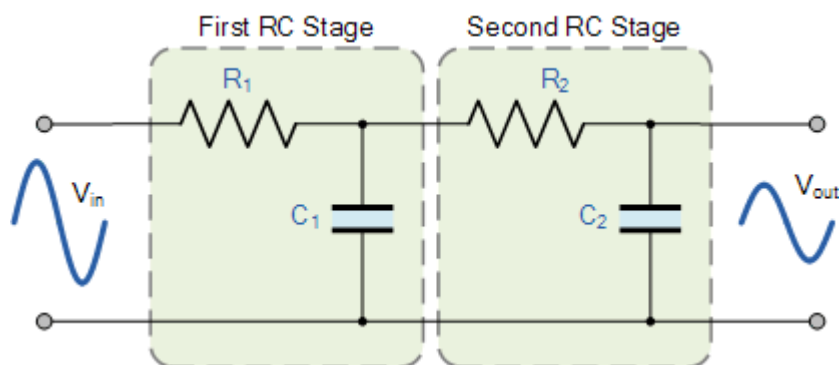 First RC Stage
Second RC Stage
R1
R2
Vin
C1
C2
Vout